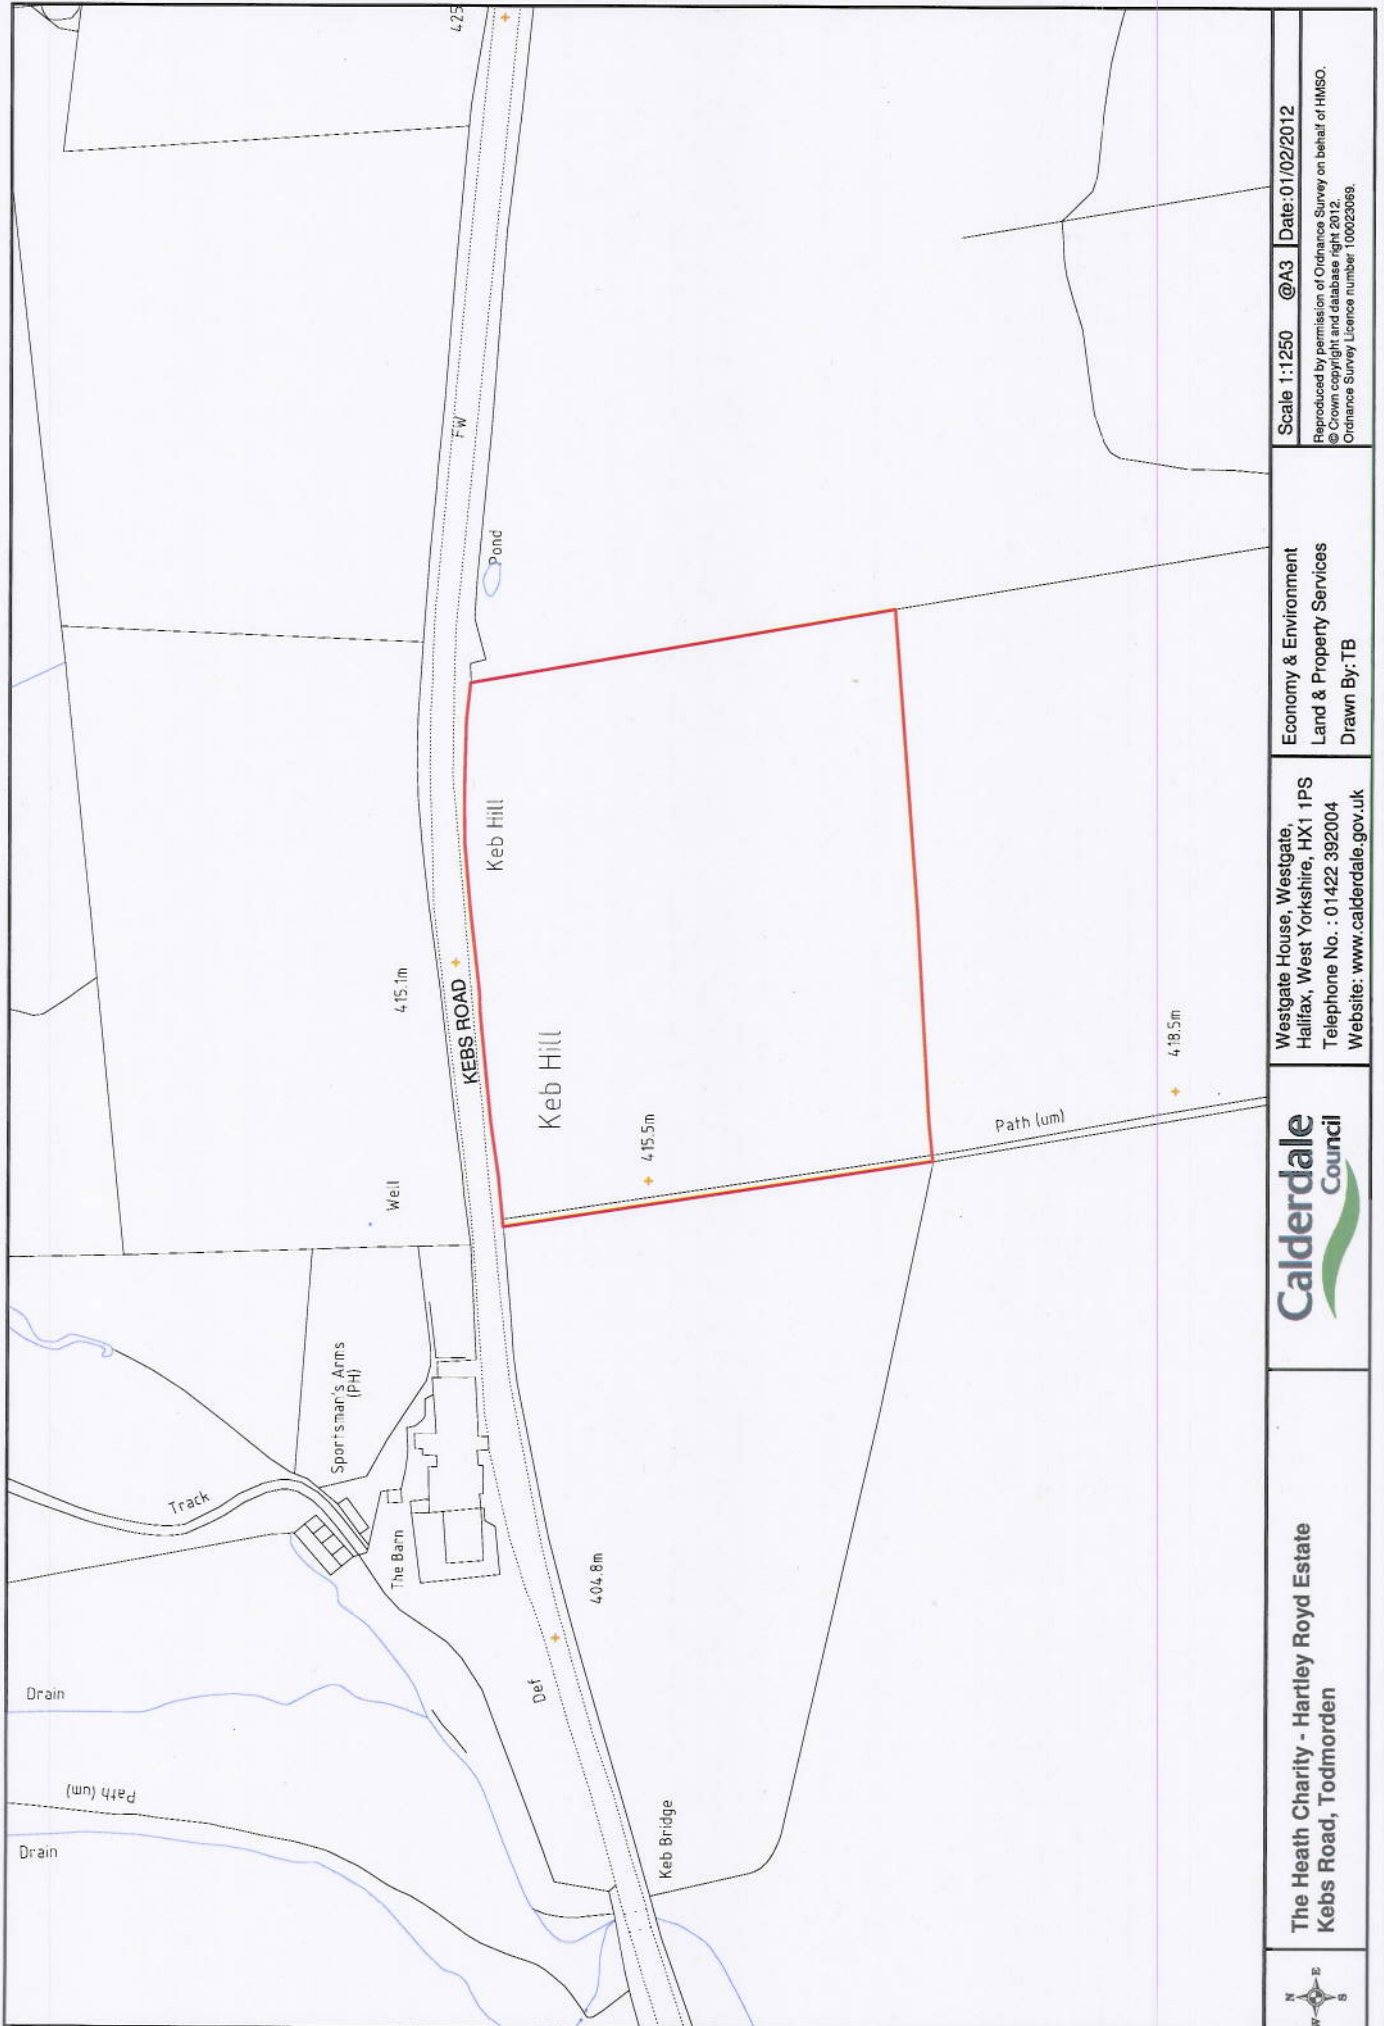 425
FW
Pond
Keb Hill
415.1m
KEBS ROAD
Keb Hill
415.5m
Well
Path (um)
418.5m
Sportsman's Arms
(PH)
Track
The Barn
404.8m
Def
Drain
Path (um)
Drain
Keb Bridge
N
W
E
S
The Heath Charity - Hartley Royd Estate
Kebs Road, Todmorden
Calderdale
Council
Westgate House, Westgate,
Halifax, West Yorkshire, HX1 1PS
Telephone No. : 01422 392004
Website: www.calderdale.gov.uk
Economy & Environment
Land & Property Services
Drawn By: TB
Scale 1:1250 @A3 Date:01/02/2012
Reproduced by permission of Ordnance Survey on behalf of HMSO.
© Crown copyright and database right 2012.
Ordnance Survey Licence number 100023069.